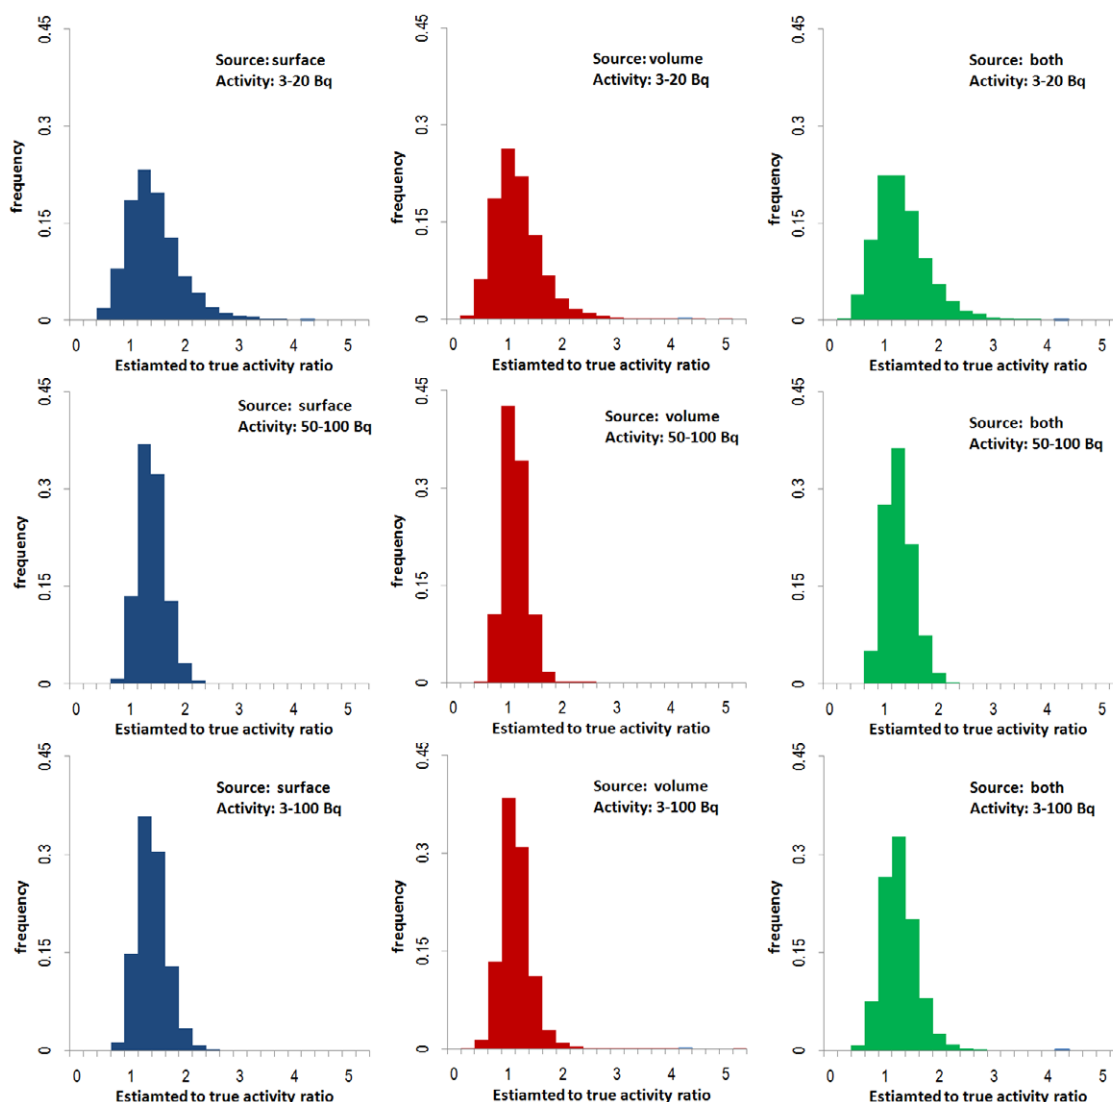 Source: surface
Activity: 3-20 Bq
0.45
0.3
0.15
0
frequency
0 1 2 3 4 5
Estiamted to true activity ratio
Source: volume
Activity: 3-20 Bq
0.45
0.3
0.15
0
frequency
0 1 2 3 4 5
Estiamted to true activity ratio
Source: both
Activity: 3-20 Bq
0.45
0.3
0.15
0
frequency
0 1 2 3 4 5
Estiamted to true activity ratio
Source: surface
Activity: 50-100 Bq
0.45
0.3
0.15
0
frequency
0 1 2 3 4 5
Estiamted to true activity ratio
Source: volume
Activity: 50-100 Bq
0.45
0.3
0.15
0
frequency
0 1 2 3 4 5
Estiamted to true activity ratio
Source: both
Activity: 50-100 Bq
0.45
0.3
0.15
0
frequency
0 1 2 3 4 5
Estiamted to true activity ratio
Source: surface
Activity: 3-100 Bq
0.45
0.3
0.15
0
frequency
0 1 2 3 4 5
Estiamted to true activity ratio
Source: volume
Activity: 3-100 Bq
0.45
0.3
0.15
0
frequency
0 1 2 3 4 5
Estiamted to true activity ratio
Source: both
Activity: 3-100 Bq
0.45
0.3
0.15
0
frequency
0 1 2 3 4 5
Estiamted to true activity ratio